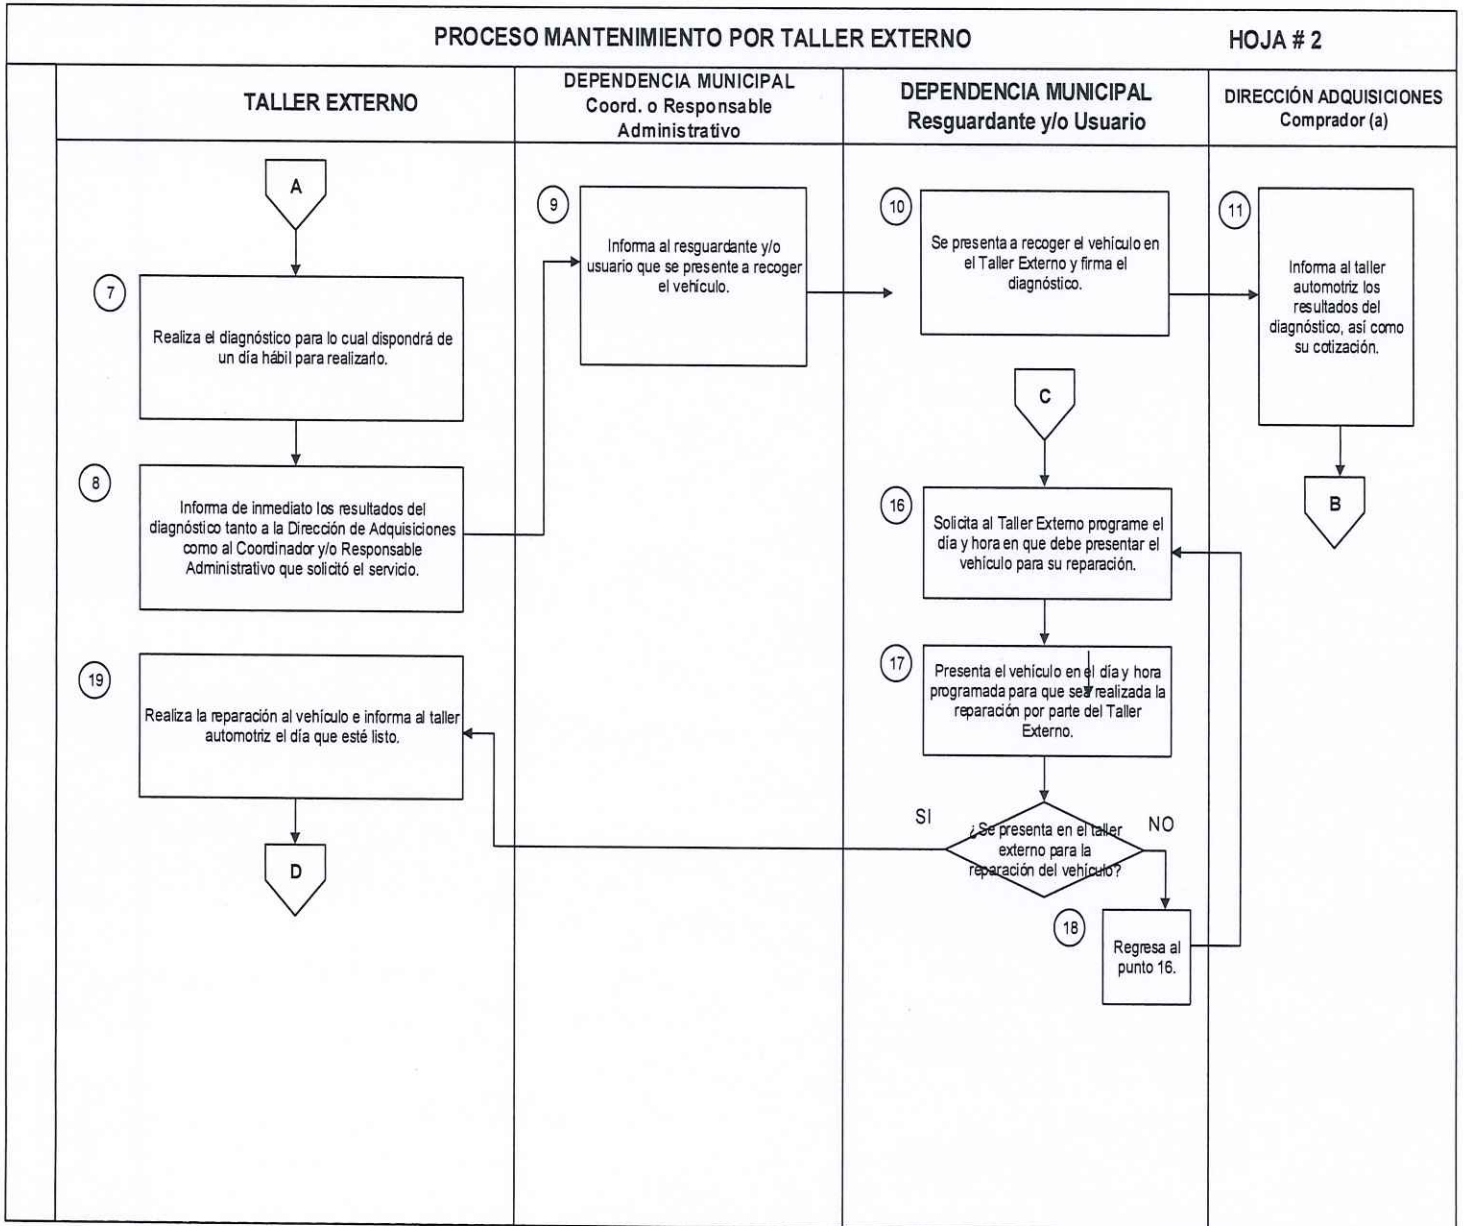 PROCESO MANTENIMIENTO POR TALLER EXTERNO
HOJA # 2
TALLER EXTERNO
DEPENDENCIA MUNICIPAL
Coord. o Responsable
Administrativo
DEPENDENCIA MUNICIPAL
Resguardante y/o Usuario
DIRECCIÓN ADQUISICIONES
Comprador (a)
A
7
Realiza el diagnóstico para lo cual dispondrá de
un día hábil para realizarlo.
8
Informa de inmediato los resultados del
diagnóstico tanto a la Dirección de Adquisiciones
como al Coordinador y/o Responsable
Administrativo que solicitó el servicio.
9
Informa al resguardante y/o
usuario que se presente a recoger
el vehículo.
10
Se presenta a recoger el vehículo en
el Taller Externo y firma el
diagnóstico.
11
Informa al taller
automotriz los
resultados del
diagnóstico, así como
su cotización.
B
C
16
Solicita al Taller Externo programe el
día y hora en que debe presentar el
vehículo para su reparación.
17
Presenta el vehículo en el día y hora
programada para que sea realizada la
reparación por parte del Taller
Externo.
¿Se presenta en el taller
externo para la
reparación del vehículo?
SI
NO
18
Regresa al
punto 16.
19
Realiza la reparación al vehículo e informa al taller
automotriz el día que esté listo.
D